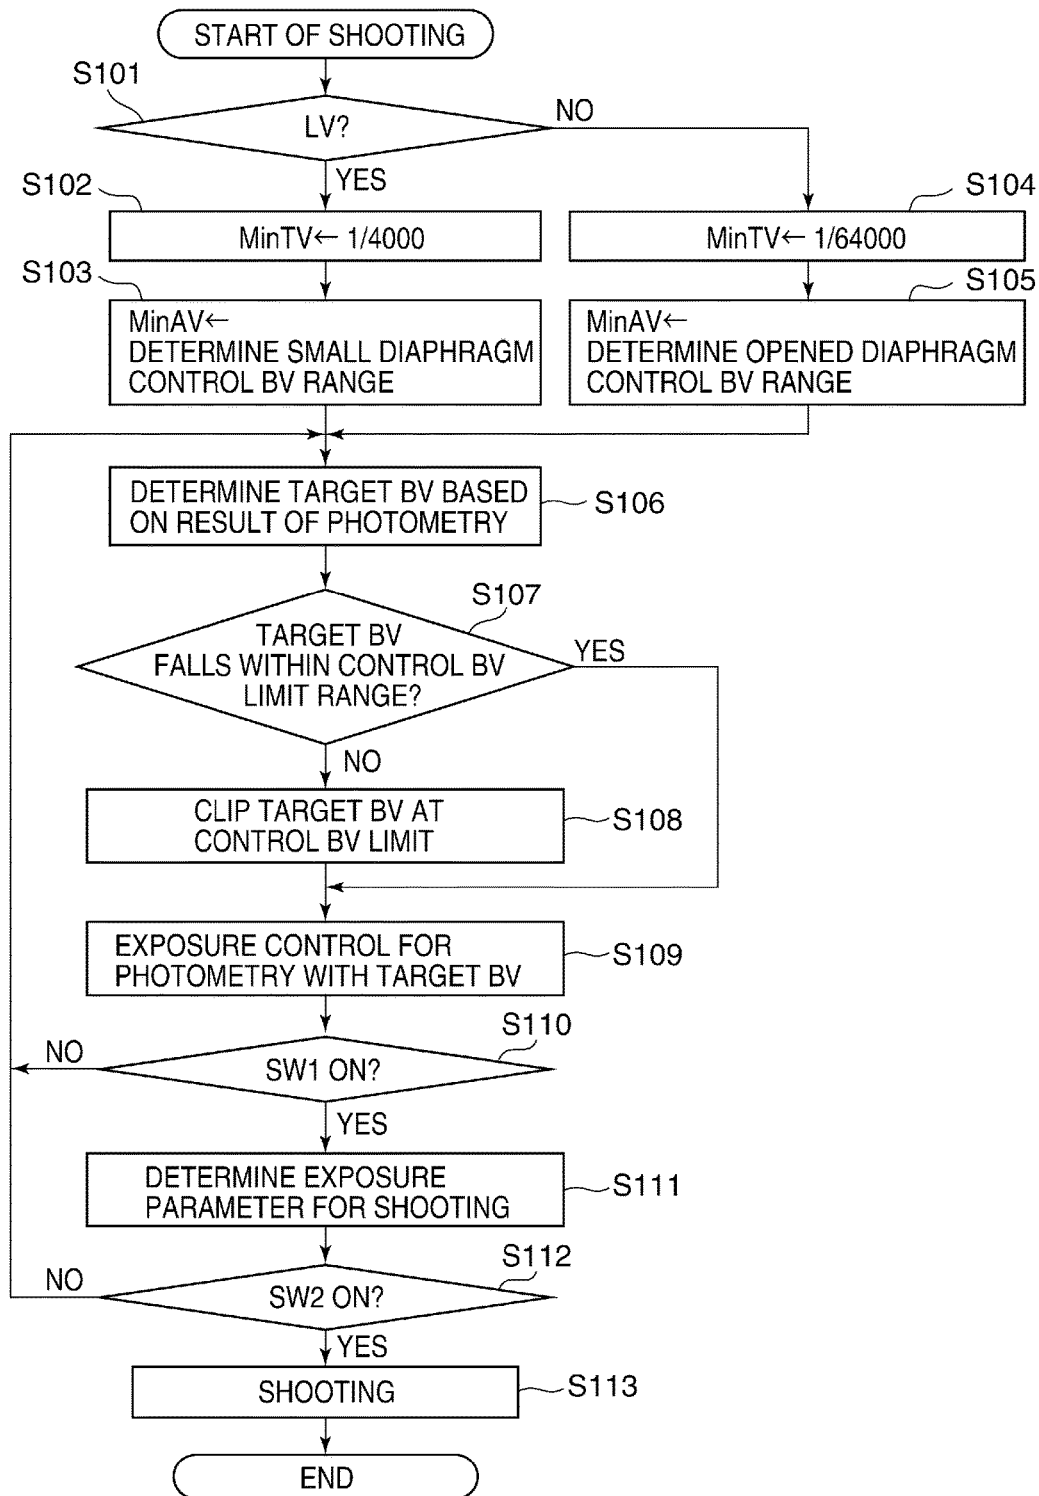 START OF SHOOTING
S101
LV?
NO
YES
S102
MinTV← 1/4000
S104
MinTV← 1/64000
S103
MinAV←
DETERMINE SMALL DIAPHRAGM
CONTROL BV RANGE
S105
MinAV←
DETERMINE OPENED DIAPHRAGM
CONTROL BV RANGE
DETERMINE TARGET BV BASED
ON RESULT OF PHOTOMETRY
S106
S107
TARGET BV
FALLS WITHIN CONTROL BV
LIMIT RANGE?
YES
NO
CLIP TARGET BV AT
CONTROL BV LIMIT
S108
EXPOSURE CONTROL FOR
PHOTOMETRY WITH TARGET BV
S109
S110
NO
SW1 ON?
YES
DETERMINE EXPOSURE
PARAMETER FOR SHOOTING
S111
S112
NO
SW2 ON?
YES
SHOOTING
S113
END